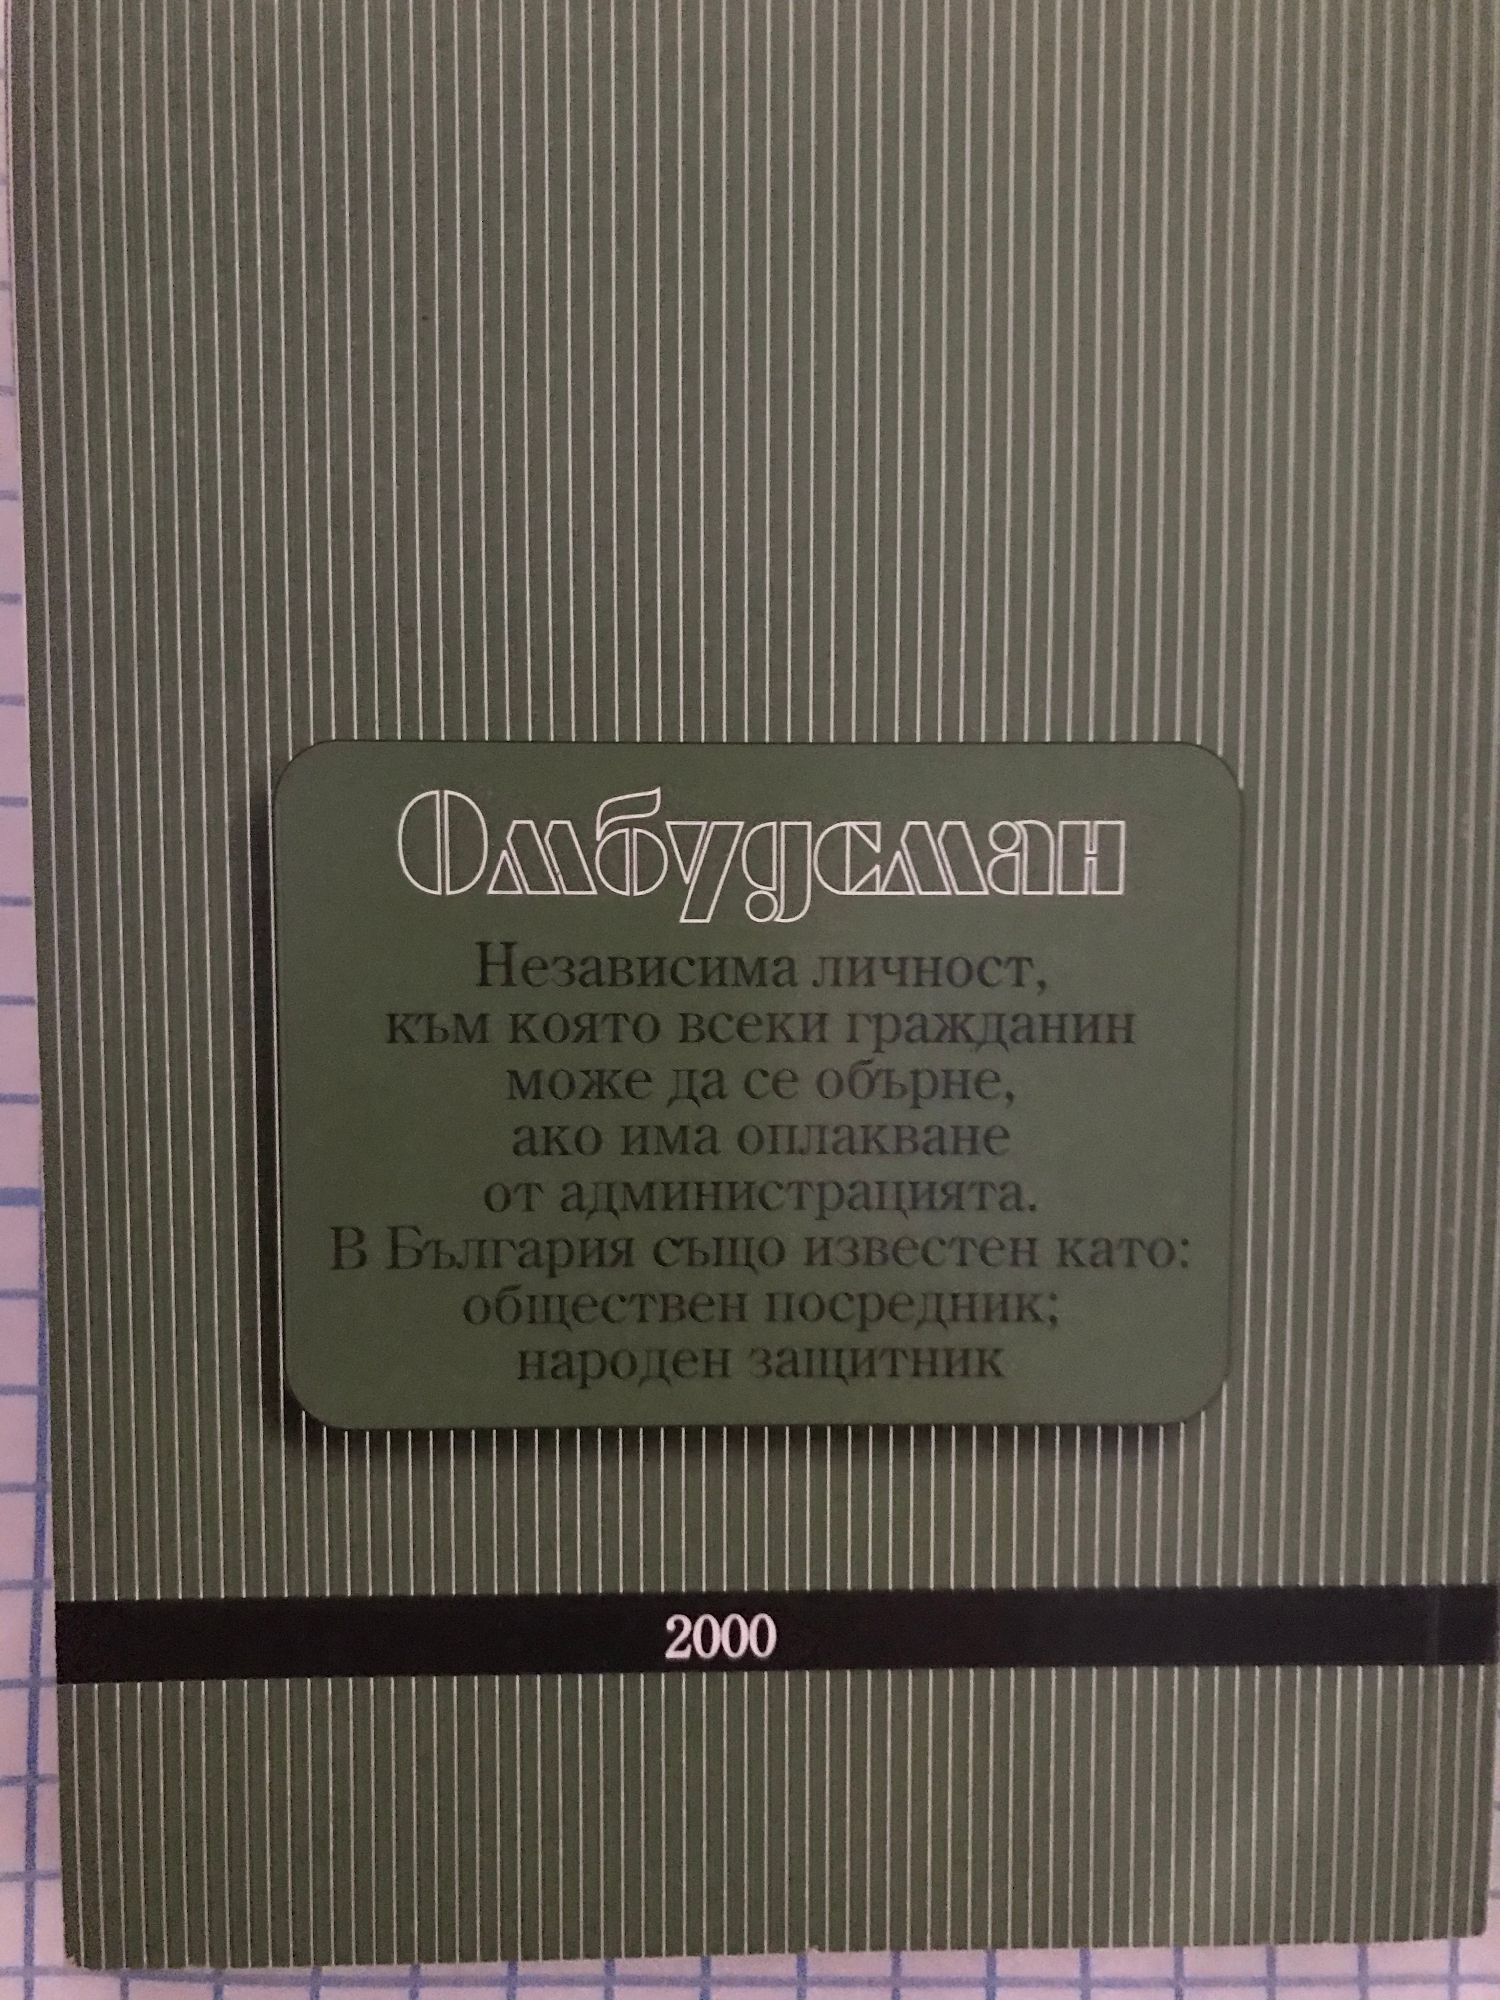 Омбудсман
Независима личност,
към която всеки гражданин
може да се обърне,
ако има оплакване
от администрацията.
В България също известен като:
обществен посредник;
народен защитник
2000